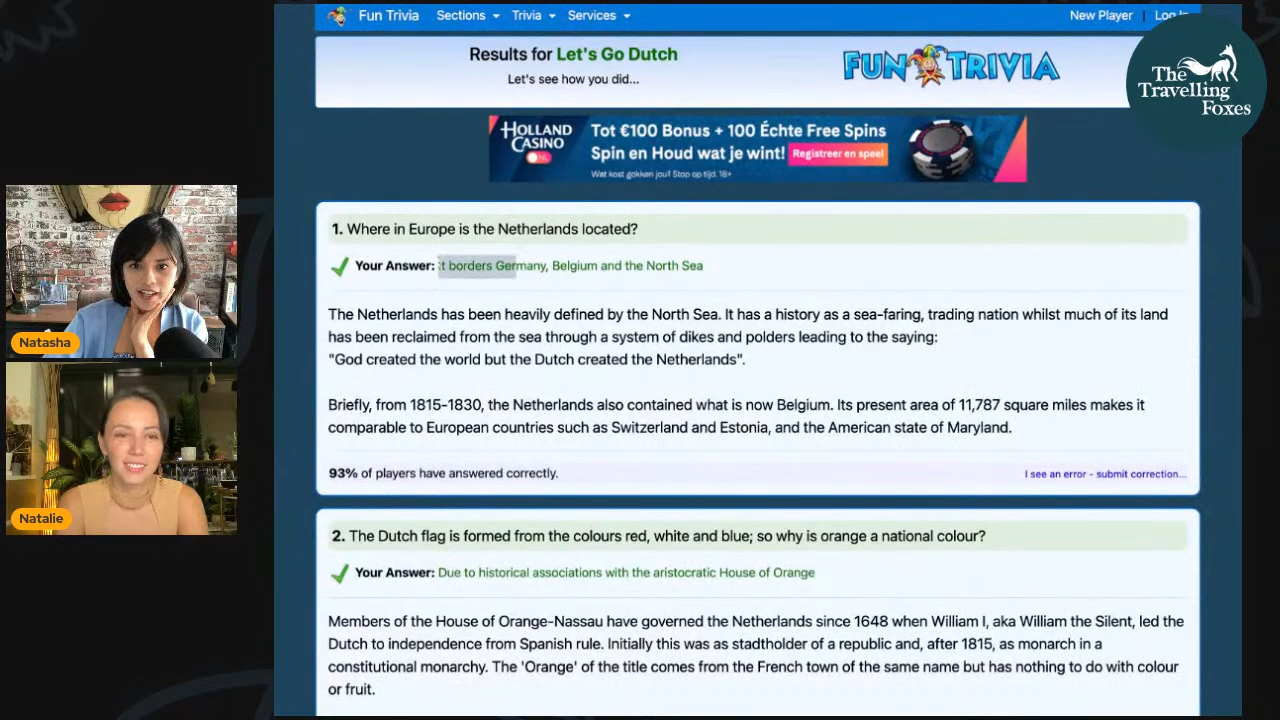 Fun Trivia Sections Trivia Services New Player
Results for Let's Go Dutch
Let's see how you did...
FUN TRIVIA
The
Travelling
Foxes
HOLLAND
CASINO
NL
Tot €100 Bonus + 100 Échte Free Spins
Spin en Houd wat je wint! Registreer en speel
Wat kost gokken jou? Stop op tijd. 18+
1. Where in Europe is the Netherlands located?
Your Answer: It borders Germany, Belgium and the North Sea
The Netherlands has been heavily defined by the North Sea. It has a history as a sea-faring, trading nation whilst much of its land
has been reclaimed from the sea through a system of dikes and polders leading to the saying:
"God created the world but the Dutch created the Netherlands".
Briefly, from 1815-1830, the Netherlands also contained what is now Belgium. Its present area of 11,787 square miles makes it
comparable to European countries such as Switzerland and Estonia, and the American state of Maryland.
93% of players have answered correctly.
I see an error - submit correction...
2. The Dutch flag is formed from the colours red, white and blue; so why is orange a national colour?
Your Answer: Due to historical associations with the aristocratic House of Orange
Members of the House of Orange-Nassau have governed the Netherlands since 1648 when William I, aka William the Silent, led the
Dutch to independence from Spanish rule. Initially this was as stadtholder of a republic and, after 1815, as monarch in a
constitutional monarchy. The 'Orange' of the title comes from the French town of the same name but has nothing to do with colour
or fruit.
Natasha
Natalie